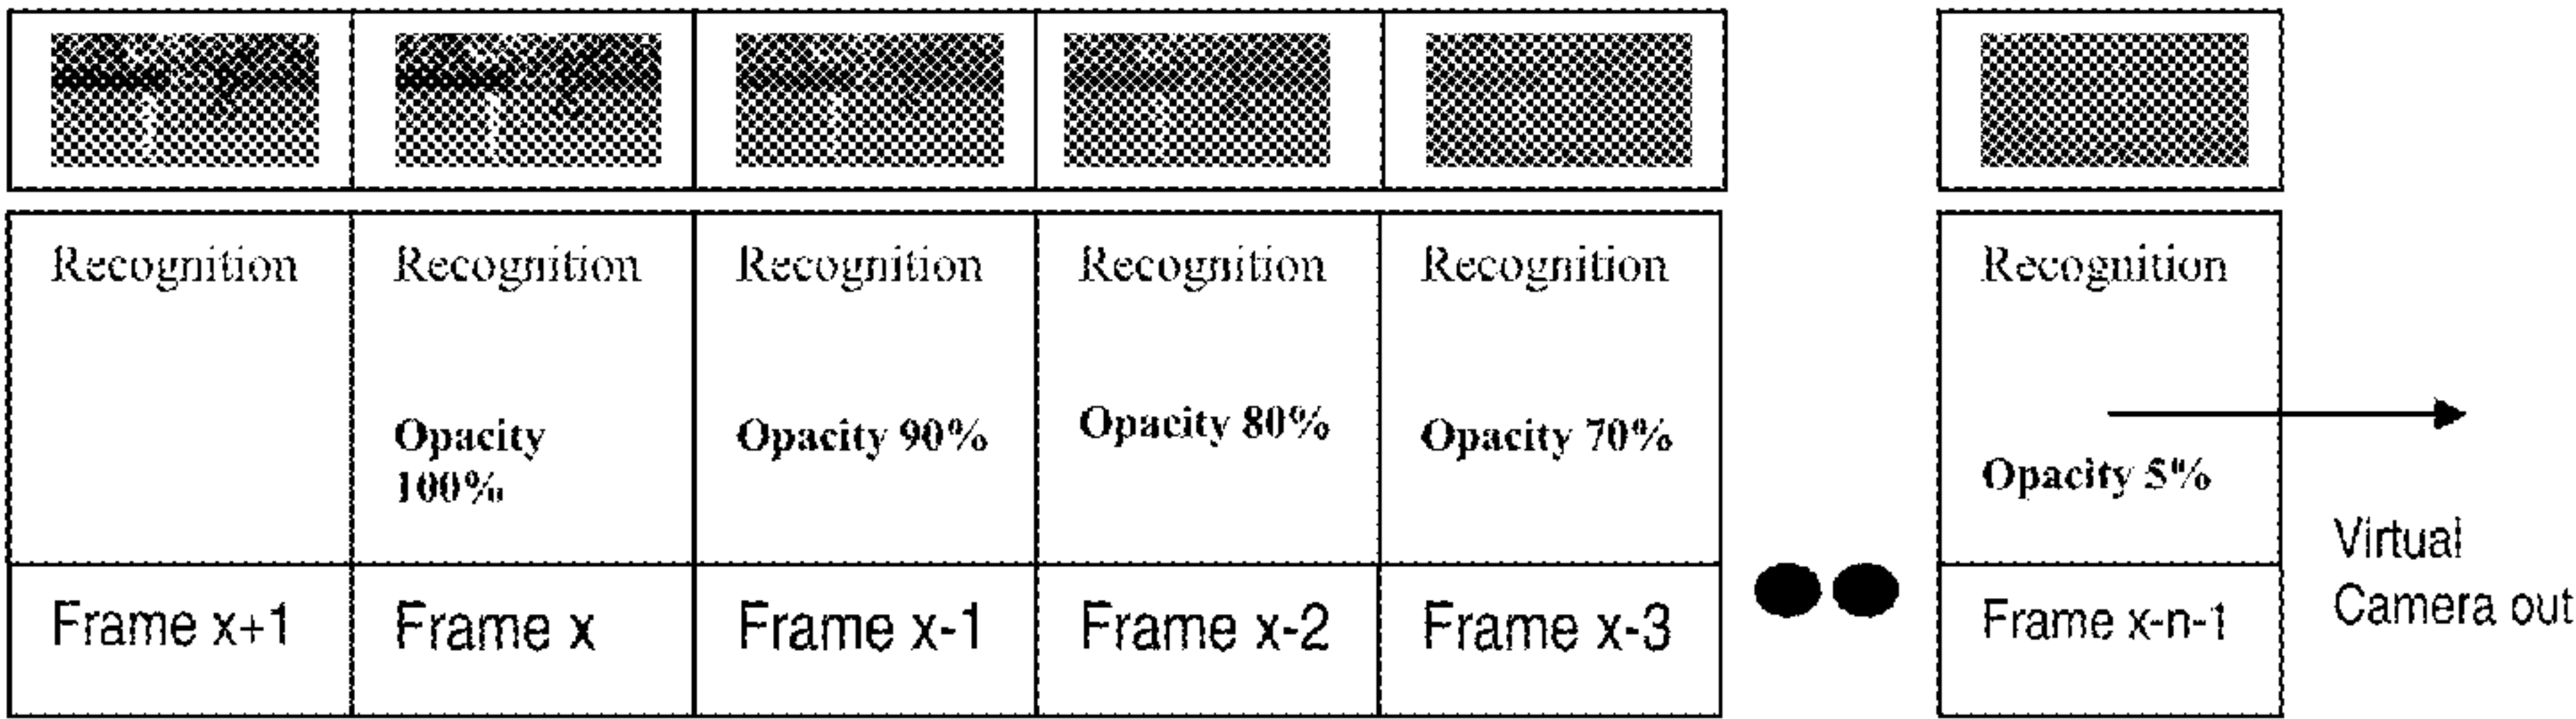 Recognition Recognition Recognition Recognition Recognition Recognition
Opacity 100% Opacity 90% Opacity 80% Opacity 70% Opacity 5%
Frame x+1 Frame x Frame x-1 Frame x-2 Frame x-3 Frame x-n-1
Virtual
Camera out